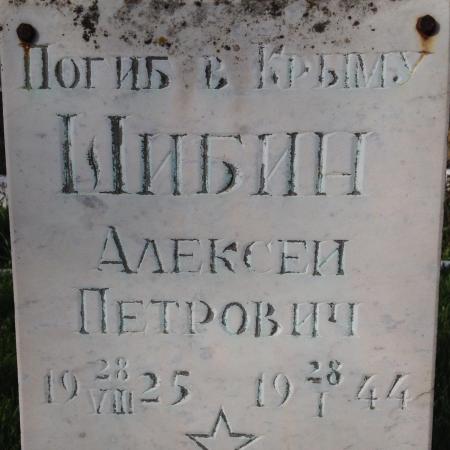 Погиб в Крыму
Шибин
Алексеи
Петрович
19 28/VIII 25 19 28/I 44